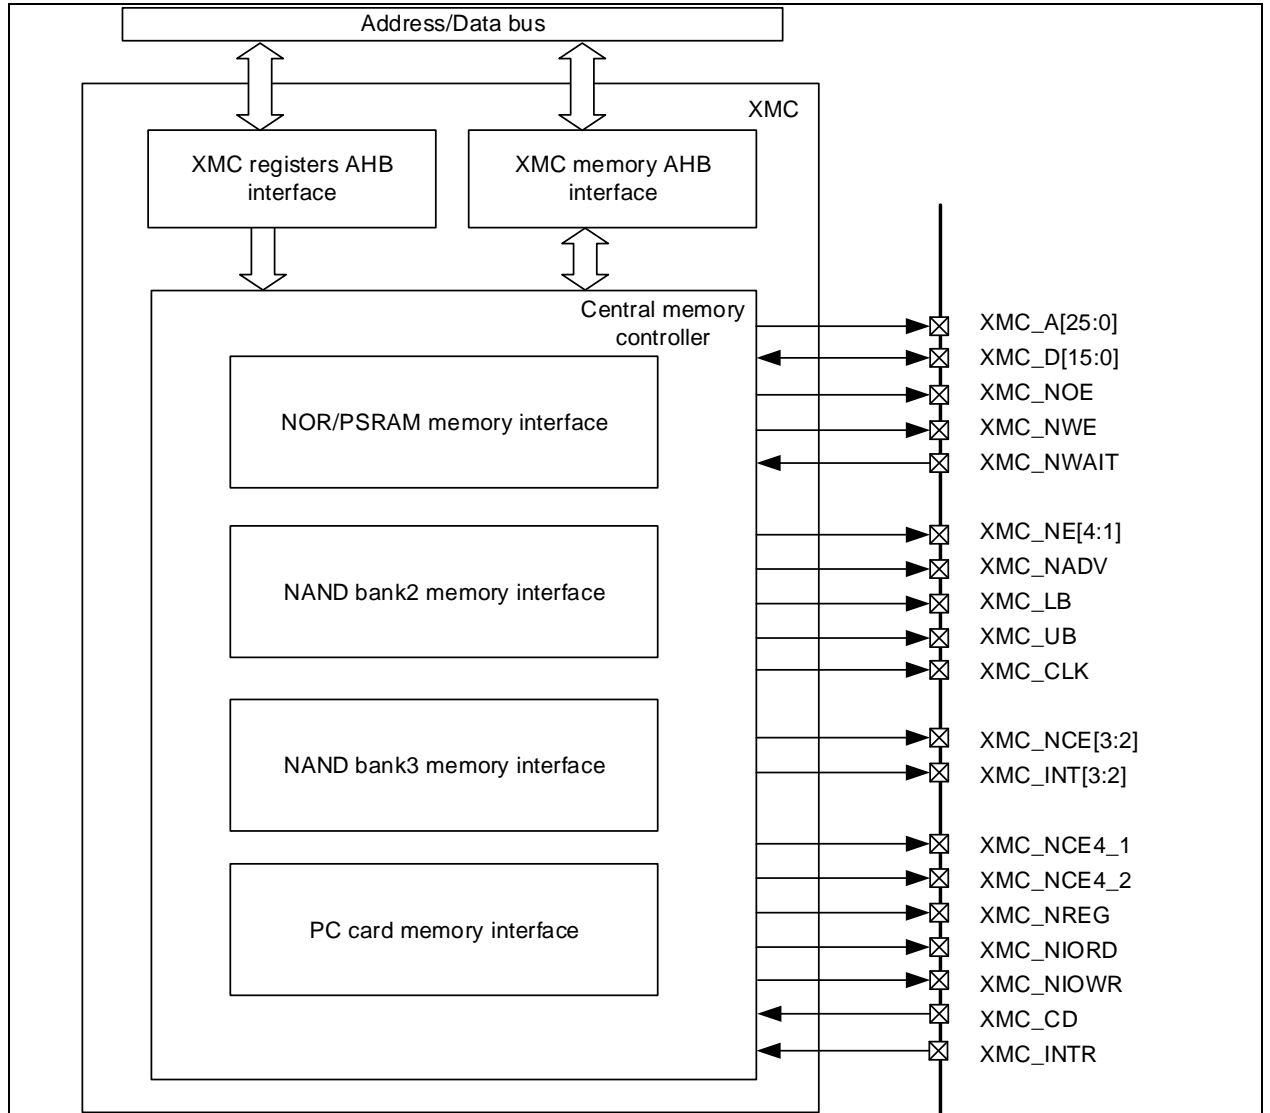 Address/Data bus
XMC
XMC registers AHB
interface
XMC memory AHB
interface
Central memory
controller
NOR/PSRAM memory interface
NAND bank2 memory interface
NAND bank3 memory interface
PC card memory interface
XMC_A[25:0]
XMC_D[15:0]
XMC_NOE
XMC_NWE
XMC_NWAIT
XMC_NE[4:1]
XMC_NADV
XMC_LB
XMC_UB
XMC_CLK
XMC_NCE[3:2]
XMC_INT[3:2]
XMC_NCE4_1
XMC_NCE4_2
XMC_NREG
XMC_NIORD
XMC_NIOWR
XMC_CD
XMC_INTR